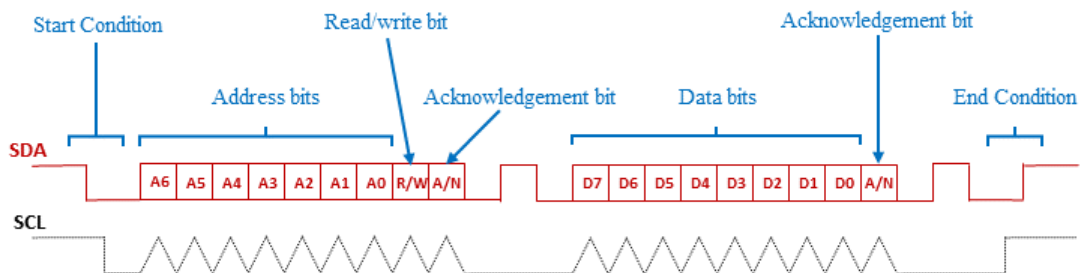 Start Condition
Read/write bit
Acknowledgement bit
Address bits
Acknowledgement bit
Data bits
End Condition
SDA
A6 A5 A4 A3 A2 A1 A0 R/W A/N
D7 D6 D5 D4 D3 D2 D1 D0 A/N
SCL